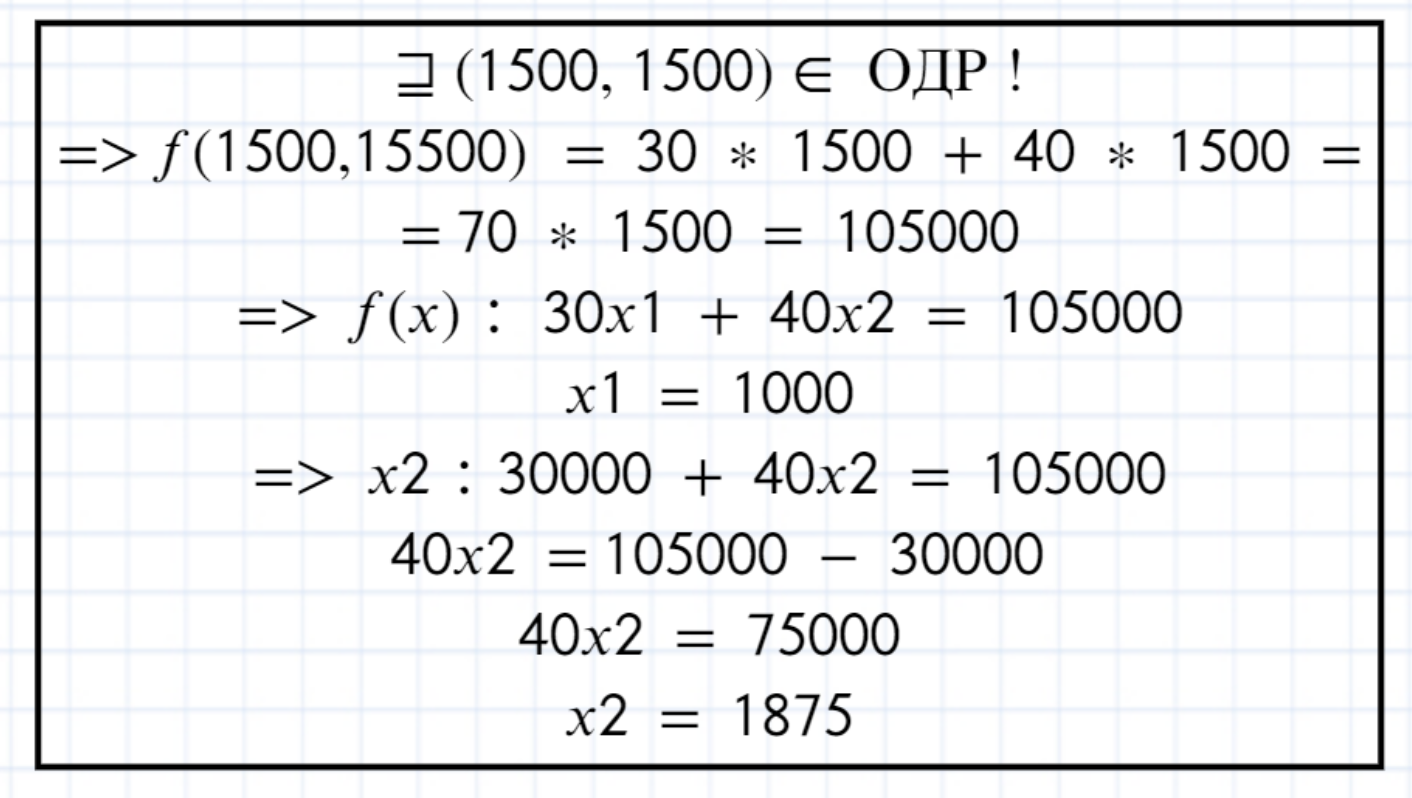 ⊒ (1500, 1500) ∈ ОДР !
=> f(1500,15500) = 30 * 1500 + 40 * 1500 =
= 70 * 1500 = 105000
=> f(x) : 30x1 + 40x2 = 105000
x1 = 1000
=> x2 : 30000 + 40x2 = 105000
40x2 = 105000 − 30000
40x2 = 75000
x2 = 1875